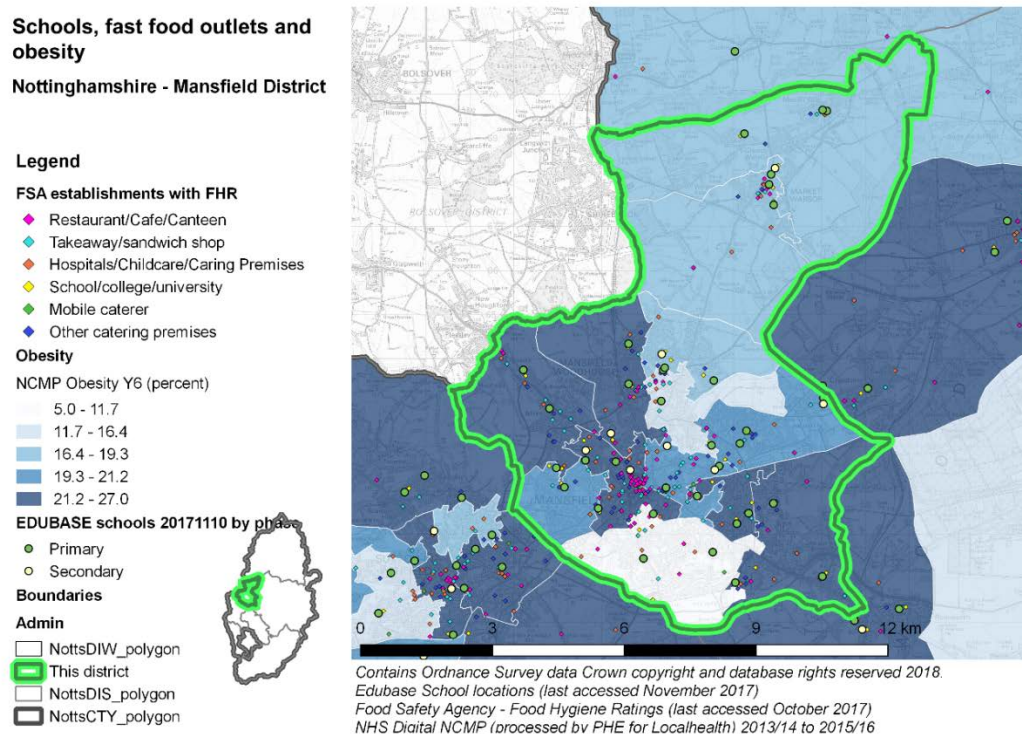 Schools, fast food outlets and
obesity
Nottinghamshire - Mansfield District
Legend
FSA establishments with FHR
Restaurant/Cafe/Canteen
Takeaway/sandwich shop
Hospitals/Childcare/Caring Premises
School/college/university
Mobile caterer
Other catering premises
Obesity
NCMP Obesity Y6 (percent)
5.0 - 11.7
11.7 - 16.4
16.4 - 19.3
19.3 - 21.2
21.2 - 27.0
EDUBASE schools 20171110 by phase
Primary
Secondary
Boundaries
Admin
NottsDIW_polygon
This district
NottsDIS_polygon
NottsCTY_polygon
BOLSOVER
BOLSOVER DISTRICT
MANSFIELD
0 3 6 9 12 km
Contains Ordnance Survey data Crown copyright and database rights reserved 2018.
Edubase School locations (last accessed November 2017)
Food Safety Agency - Food Hygiene Ratings (last accessed October 2017)
NHS Digital NCMP (processed by PHE for Localhealth) 2013/14 to 2015/16